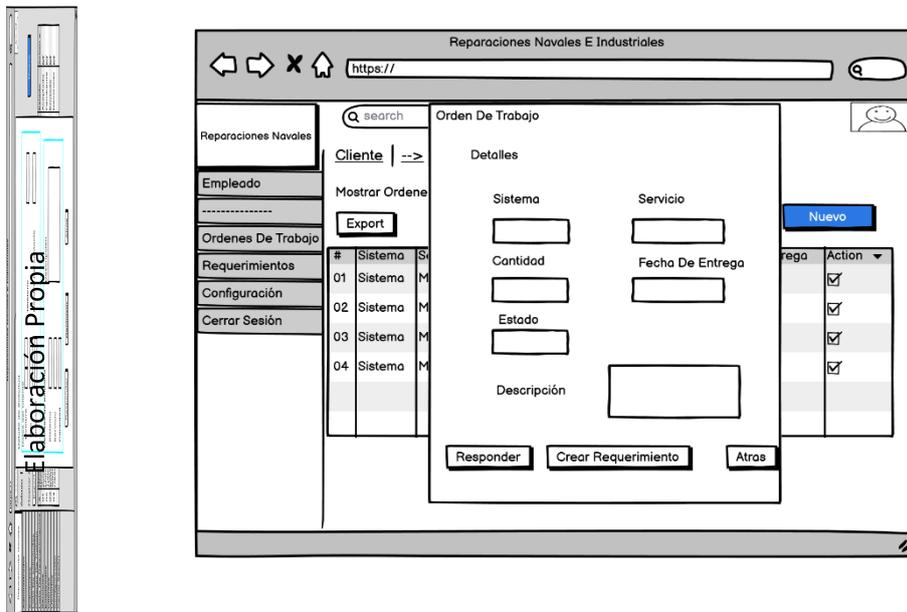 Elaboración Propia
Reparaciones Navales E Industriales
https://
search
Reparaciones Navales
Cliente | -->
Empleado
---------------
Ordenes De Trabajo
Requerimientos
Configuración
Cerrar Sesión
Mostrar Ordene
Export
Nuevo
# Sistema Se rega Action
01 Sistema M
02 Sistema M
03 Sistema M
04 Sistema M
Orden De Trabajo
Detalles
Sistema Servicio
Cantidad Fecha De Entrega
Estado
Descripción
Responder Crear Requerimiento Atras